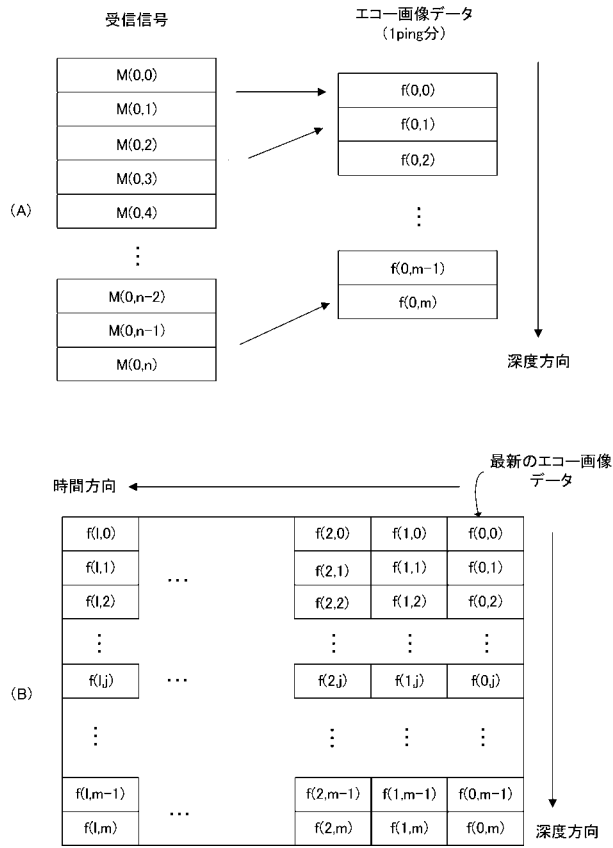 受信信号
エコー画像データ
(1ping分)
M(0,0)
M(0,1)
M(0,2)
M(0,3)
M(0,4)
⋮
M(0,n-2)
M(0,n-1)
M(0,n)
f(0,0)
f(0,1)
f(0,2)
⋮
f(0,m-1)
f(0,m)
(A)
深度方向
最新のエコー画像
データ
時間方向
f(l,0) f(2,0) f(1,0) f(0,0)
f(l,1) … f(2,1) f(1,1) f(0,1)
f(l,2) f(2,2) f(1,2) f(0,2)
⋮ ⋮ ⋮ ⋮
f(l,j) … f(2,j) f(1,j) f(0,j)
(B)
⋮ ⋮ ⋮ ⋮
f(l,m-1) f(2,m-1) f(1,m-1) f(0,m-1)
f(l,m) … f(2,m) f(1,m) f(0,m)
深度方向